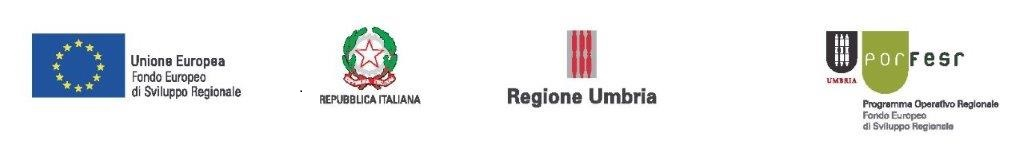 Unione Europea
Fondo Europeo
di Sviluppo Regionale
REPUBBLICA ITALIANA
Regione Umbria
UMBRIA
porfesr
Programma Operativo Regionale
Fondo Europeo
di Sviluppo Regionale